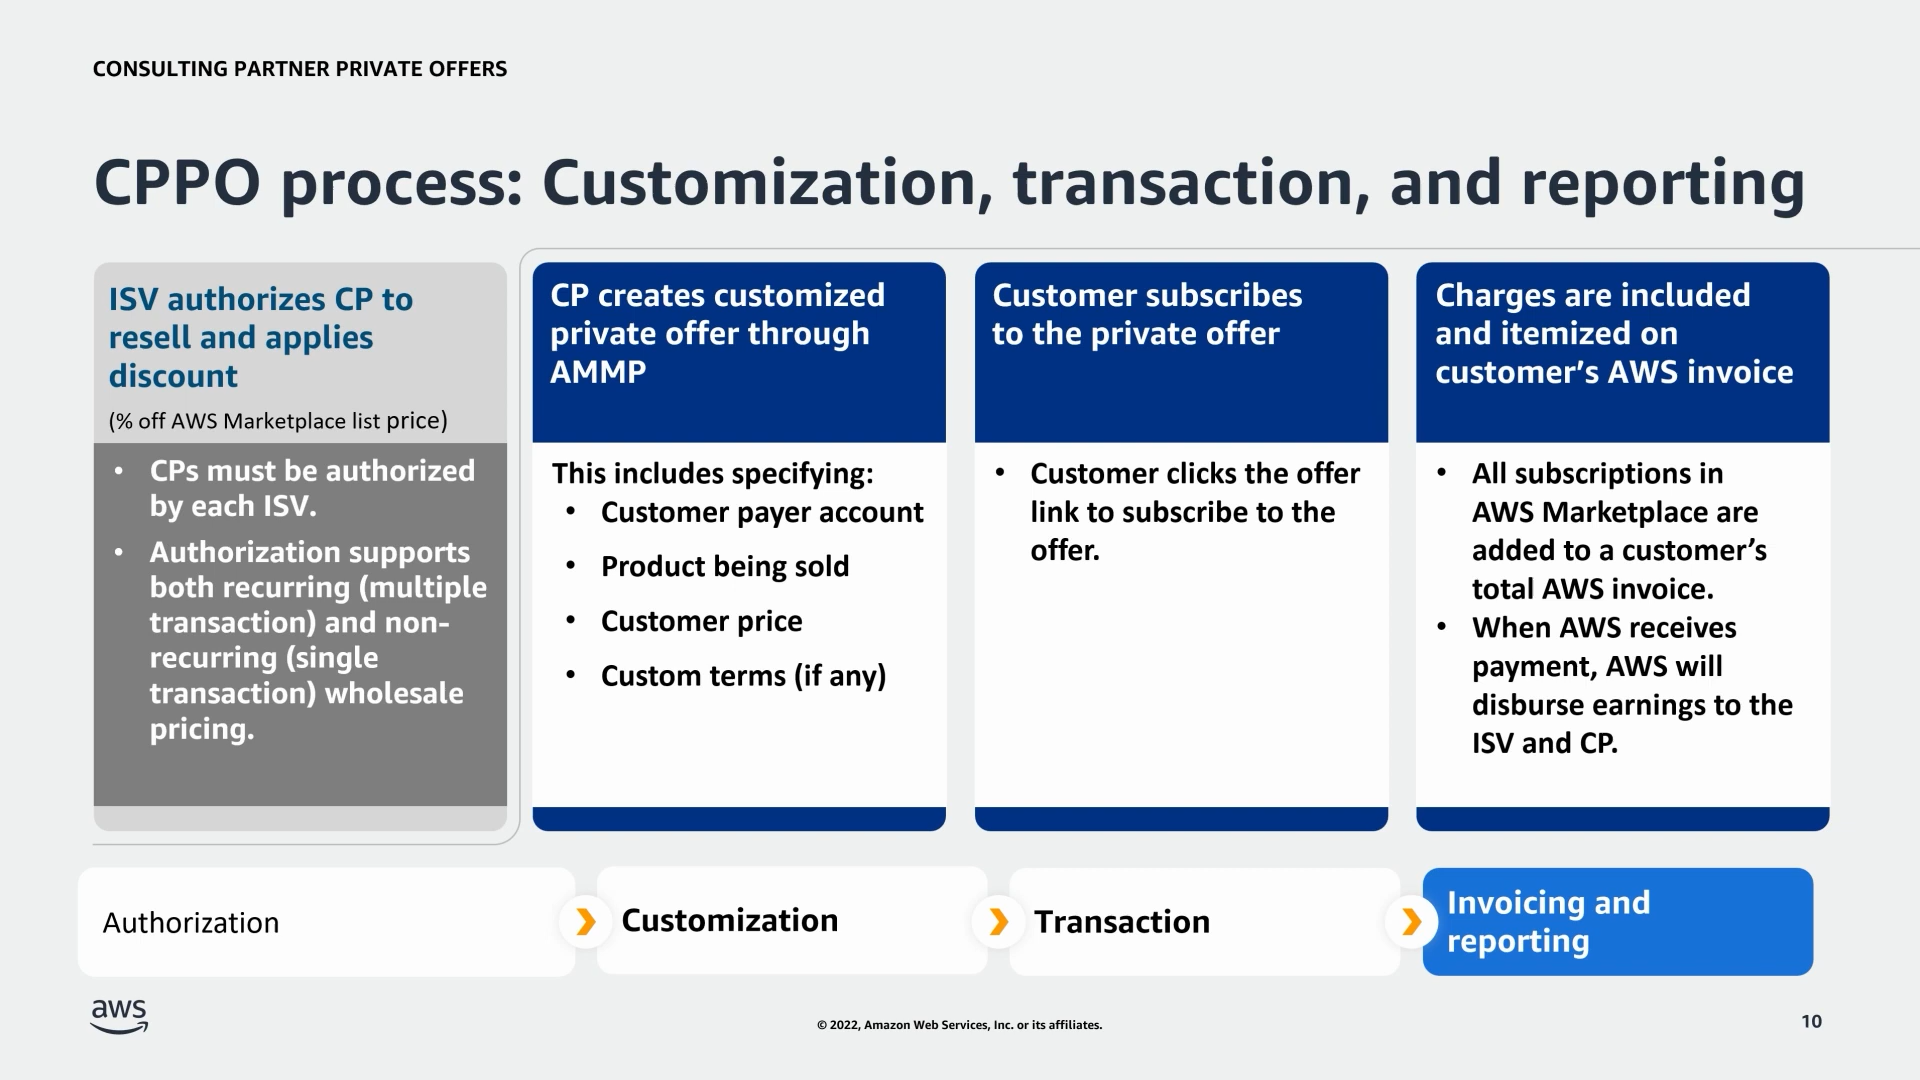 CONSULTING PARTNER PRIVATE OFFERS
CPPO process: Customization, transaction, and reporting
ISV authorizes CP to
resell and applies
discount
(% off AWS Marketplace list price)
• CPs must be authorized
by each ISV.
• Authorization supports
both recurring (multiple
transaction) and non-
recurring (single
transaction) wholesale
pricing.
CP creates customized
private offer through
AMMP
This includes specifying:
• Customer payer account
• Product being sold
• Customer price
• Custom terms (if any)
Customer subscribes
to the private offer
• Customer clicks the offer
link to subscribe to the
offer.
Charges are included
and itemized on
customer’s AWS invoice
• All subscriptions in
AWS Marketplace are
added to a customer’s
total AWS invoice.
• When AWS receives
payment, AWS will
disburse earnings to the
ISV and CP.
Authorization
Customization
Transaction
Invoicing and
reporting
aws
© 2022, Amazon Web Services, Inc. or its affiliates.
10